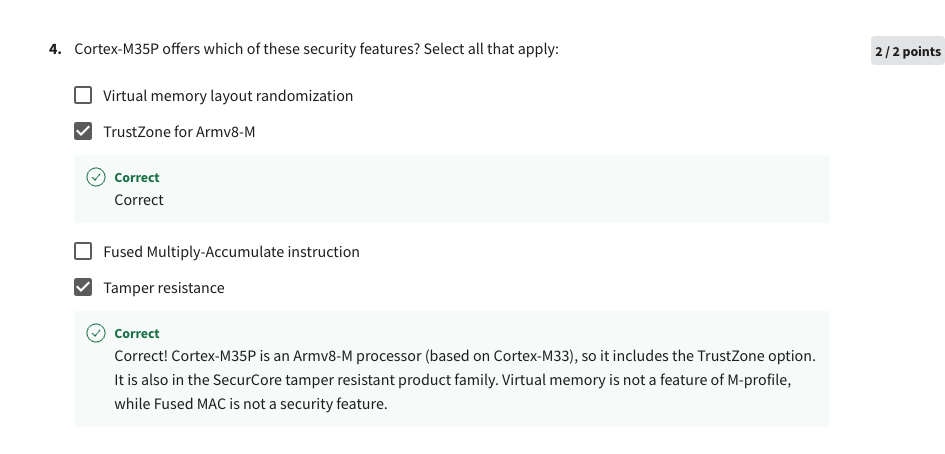 4. Cortex-M35P offers which of these security features? Select all that apply:
2 / 2 points
Virtual memory layout randomization
TrustZone for Armv8-M
Correct
Correct
Fused Multiply-Accumulate instruction
Tamper resistance
Correct
Correct! Cortex-M35P is an Armv8-M processor (based on Cortex-M33), so it includes the TrustZone option.
It is also in the SecurCore tamper resistant product family. Virtual memory is not a feature of M-profile,
while Fused MAC is not a security feature.